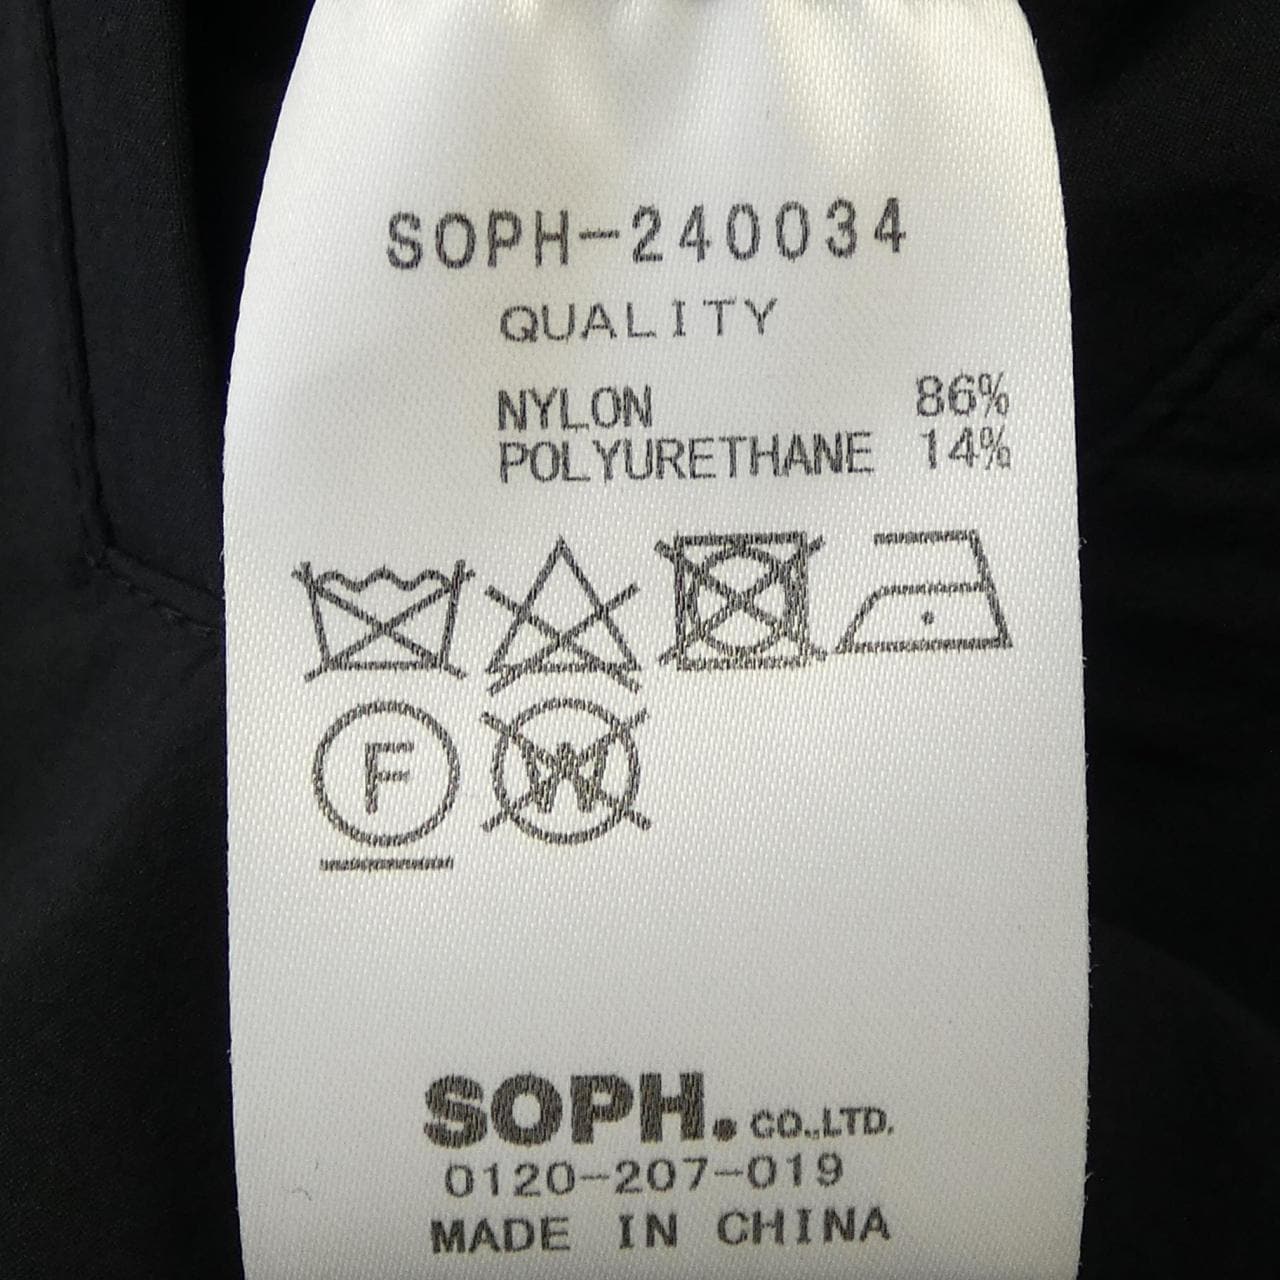 SOPH-240034
QUALITY
NYLON 86%
POLYURETHANE 14%
F W
SOPH. CO.,LTD.
0120-207-019
MADE IN CHINA